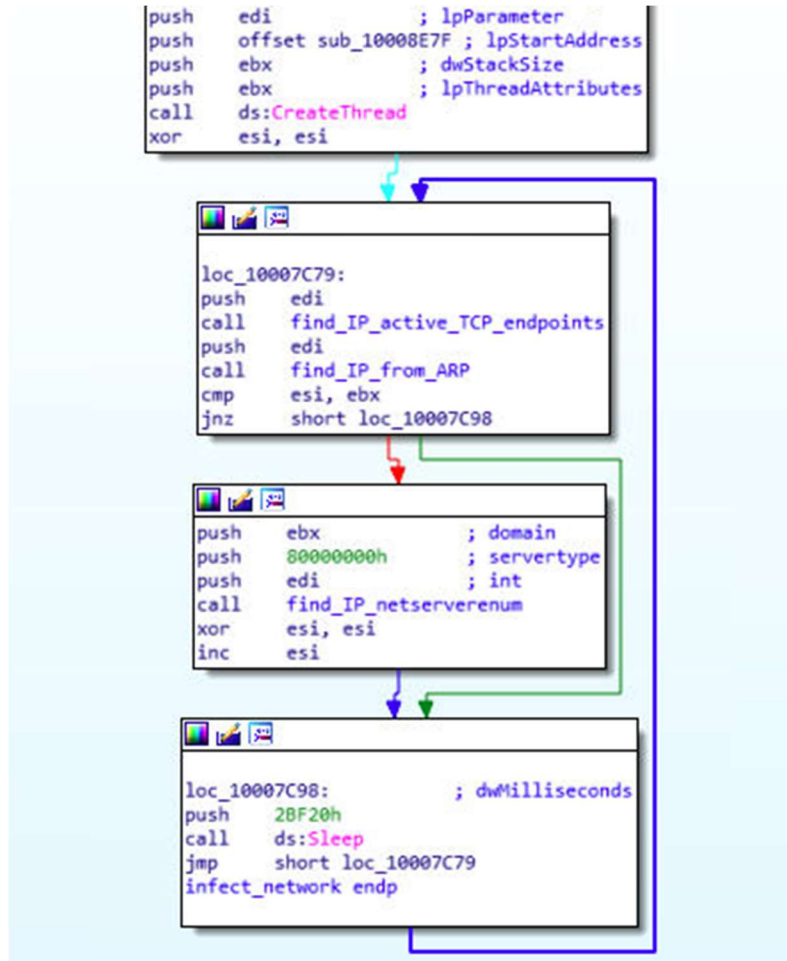 push edi ; lpParameter
push offset sub_10008E7F ; lpStartAddress
push ebx ; dwStackSize
push ebx ; lpThreadAttributes
call ds:CreateThread
xor esi, esi
loc_10007C79:
push edi
call find_IP_active_TCP_endpoints
push edi
call find_IP_from_ARP
cmp esi, ebx
jnz short loc_10007C98
push ebx ; domain
push 80000000h ; servertype
push edi ; int
call find_IP_netserverenum
xor esi, esi
inc esi
loc_10007C98: ; dwMilliseconds
push 2BF20h
call ds:Sleep
jmp short loc_10007C79
infect_network endp